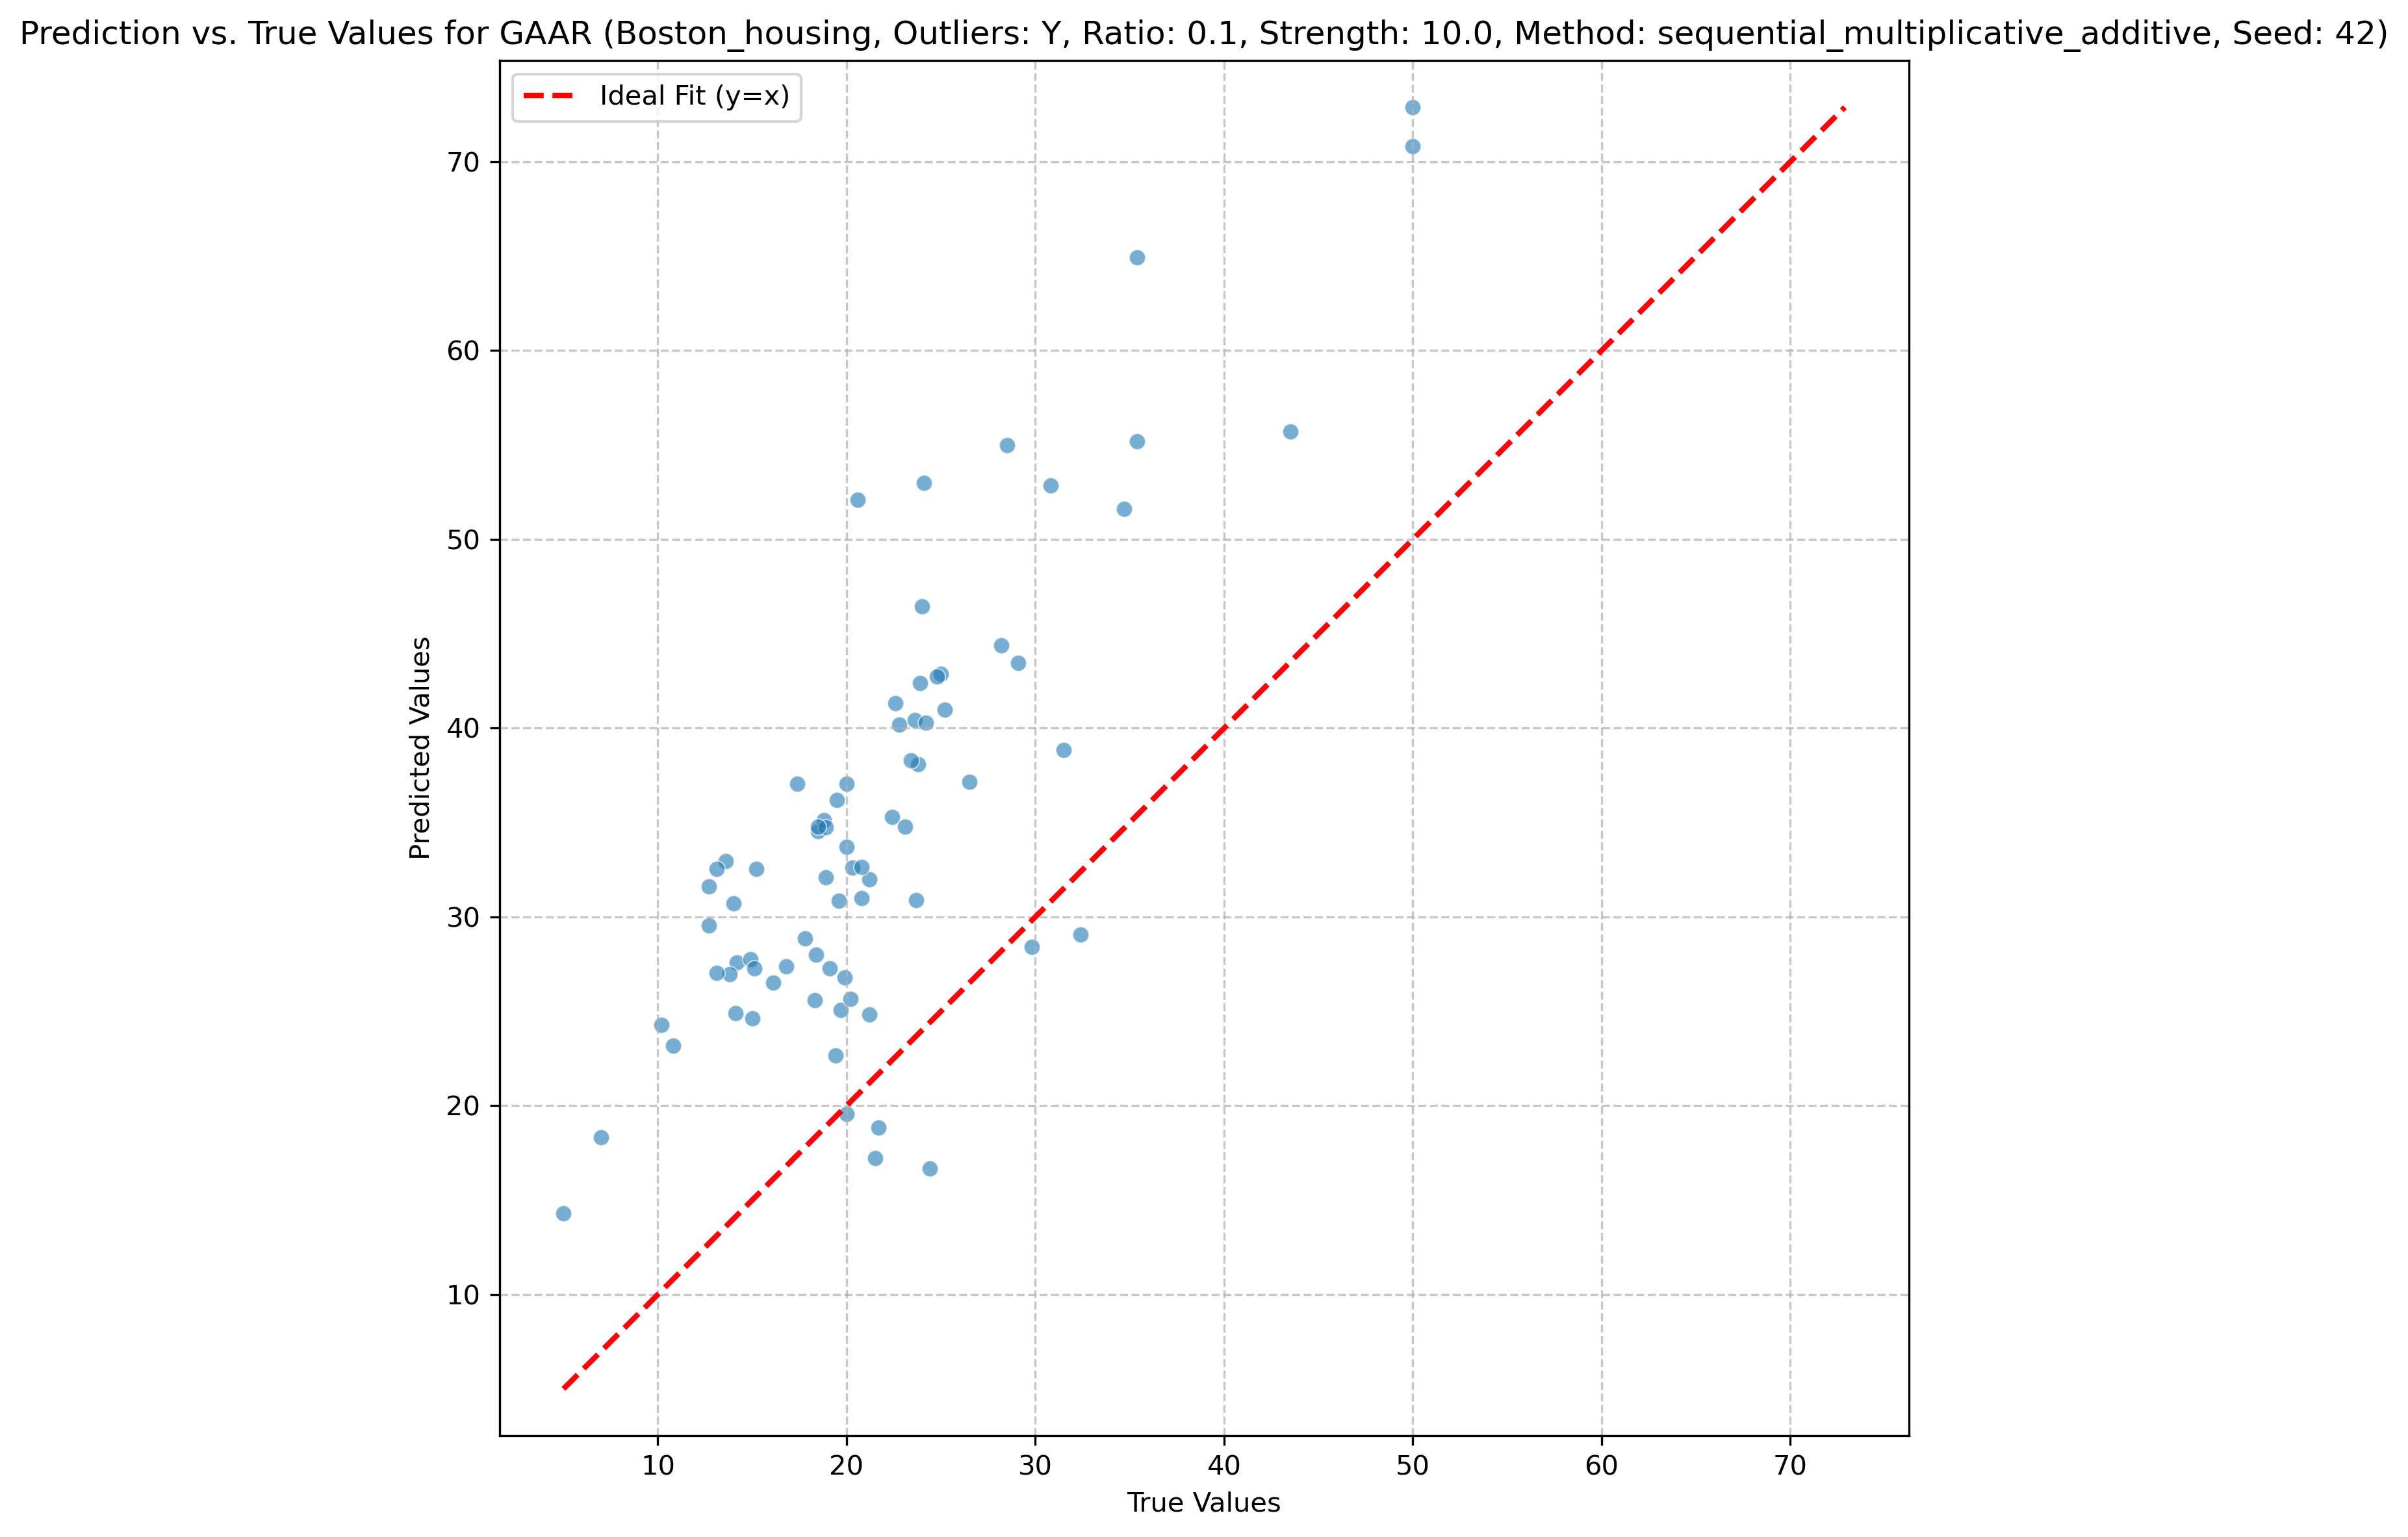 Prediction vs. True Values for GAAR (Boston_housing, Outliers: Y, Ratio: 0.1, Strength: 10.0, Method: sequential_multiplicative_additive, Seed: 42)
Ideal Fit (y=x)
Predicted Values
70
60
50
40
30
20
10
10 20 30 40 50 60 70
True Values